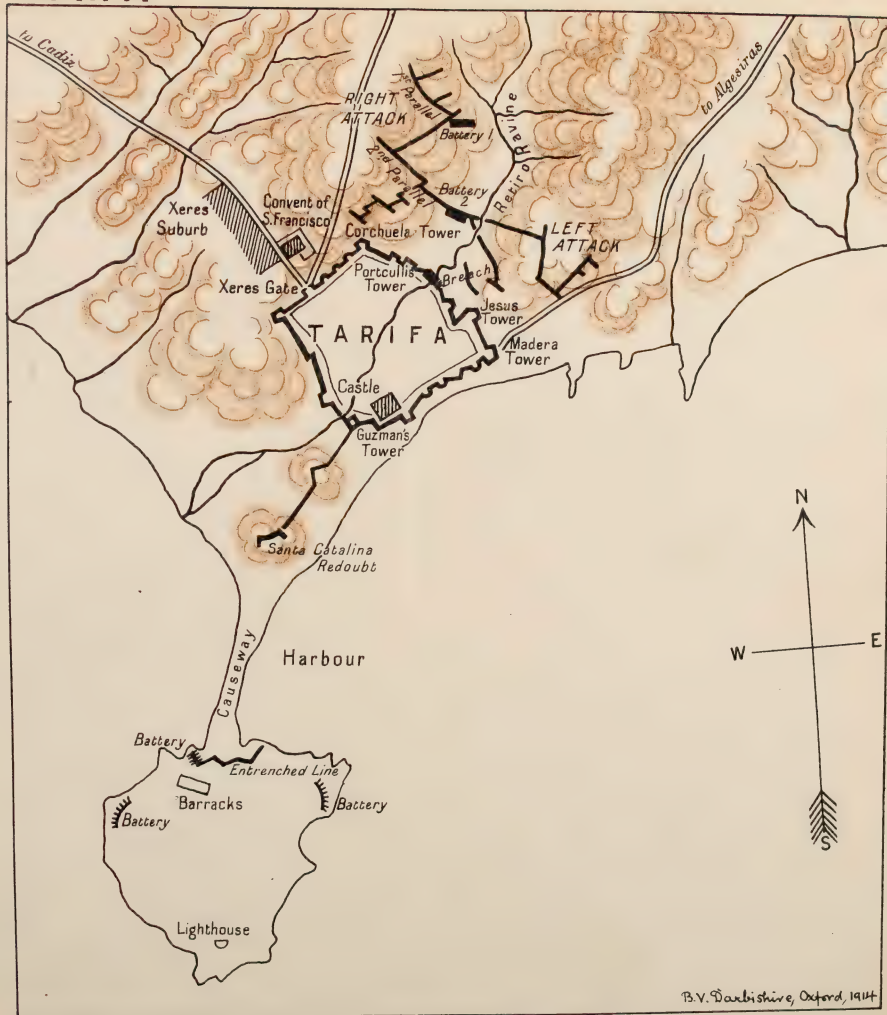 to Cadiz
to Algesiras
RIGHT
ATTACK
1st Parallel
Battery 1
2nd Parallel
Battery
2
Retiro Ravine
Xeres
Suburb
Convent of
S. Francisco
Corchuela Tower
LEFT
ATTACK
Xeres Gate
Portcullis
Tower
Breach
Jesus
Tower
TARIFA
Madera
Tower
Castle
Guzman's
Tower
Santa Catalina
Redoubt
N
W
E
S
Causeway
Harbour
Battery
Entrenched Line
Barracks
Battery
Battery
Lighthouse
B.V. Darbishire, Oxford, 1914